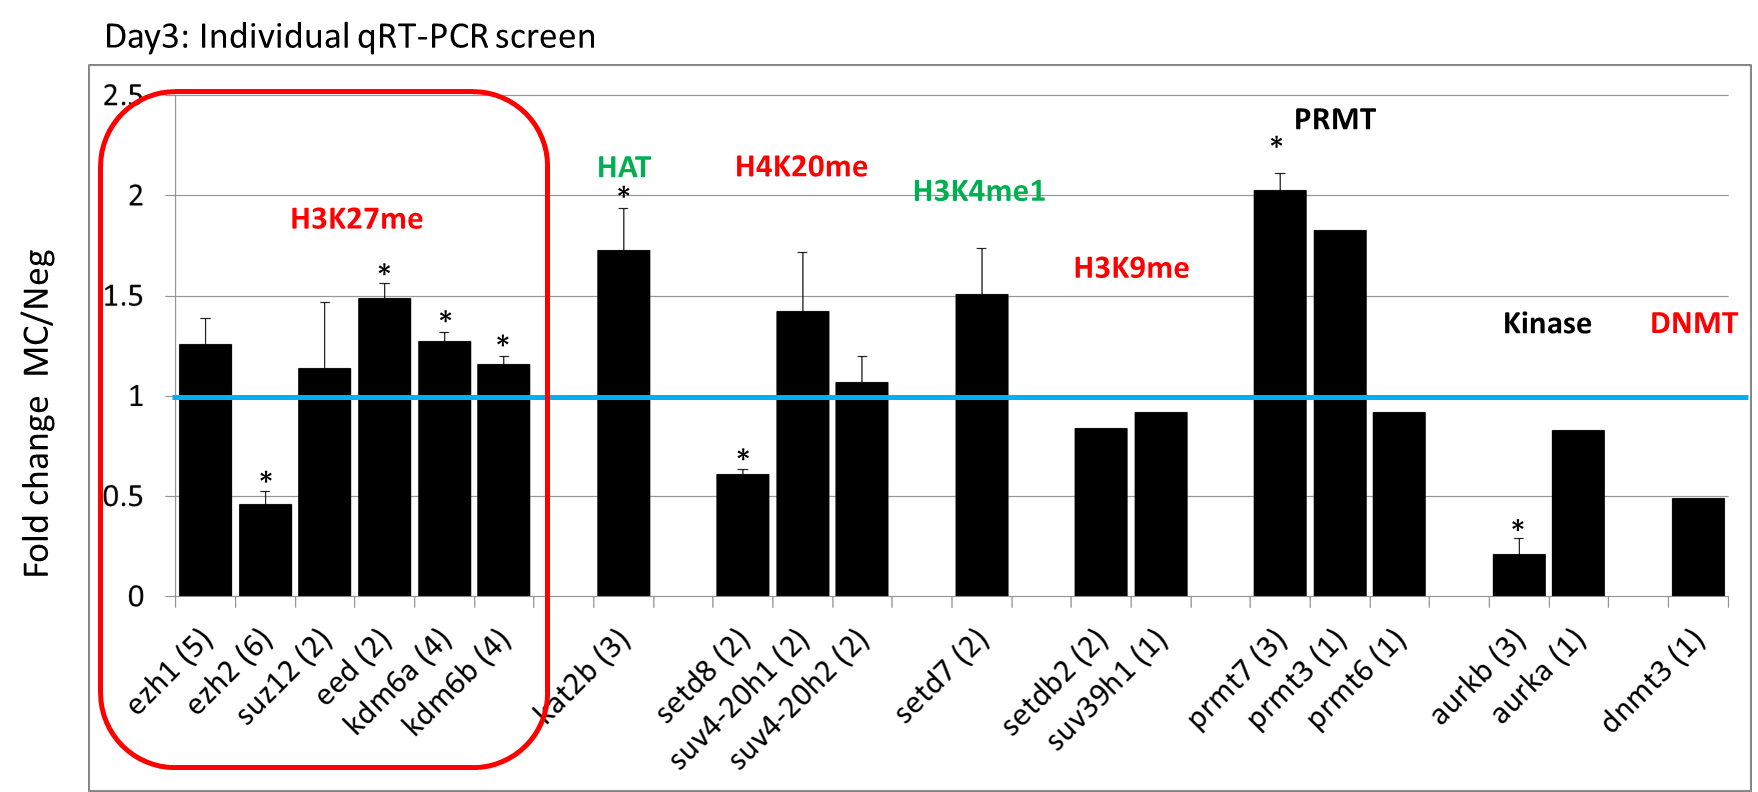 Day3: Individual qRT-PCR screen
Fold change MC/Neg
2.5
2
1.5
1
0.5
0
H3K27me
HAT
H4K20me
H3K4me1
H3K9me
PRMT
Kinase
DNMT
*
*
*
*
*
*
*
*
ezh1 (5)
ezh2 (6)
suz12 (2)
eed (2)
kdm6a (4)
kdm6b (4)
kat2b (3)
setd8 (2)
suv4-20h1 (2)
suv4-20h2 (2)
setd7 (2)
setdb2 (2)
suv39h1 (1)
prmt7 (3)
prmt3 (1)
prmt6 (1)
aurkb (3)
aurka (1)
dnmt3 (1)